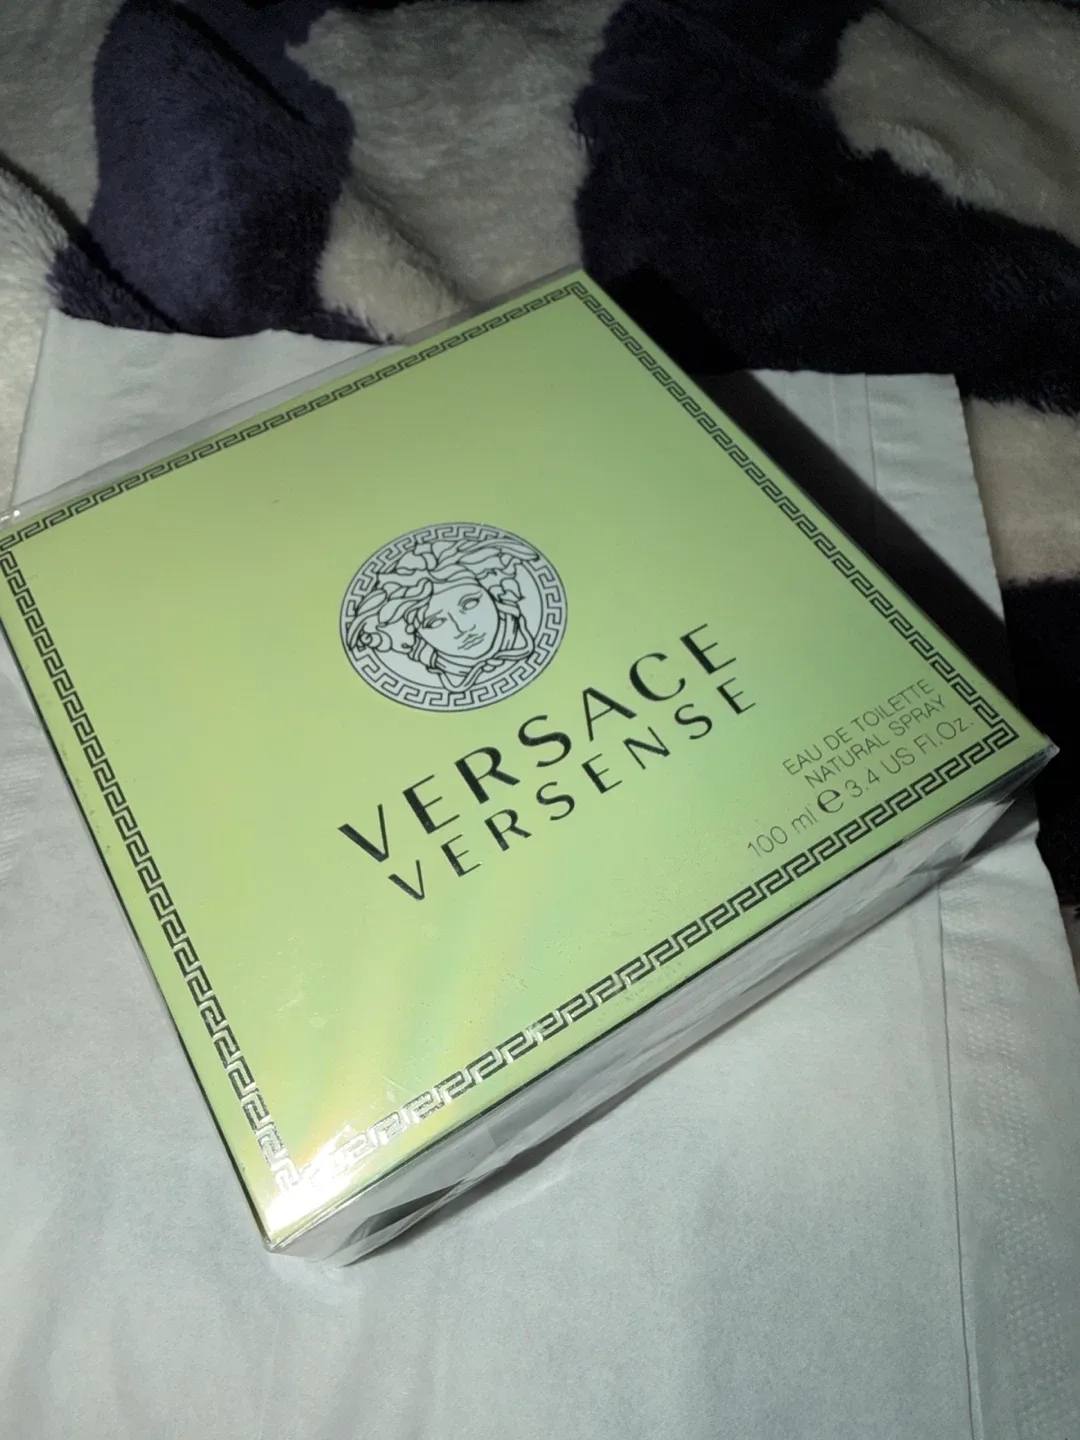 VERSACE
VERSENSE
EAU DE TOILETTE
NATURAL SPRAY
100 ml e 3.4 US Fl.Oz.